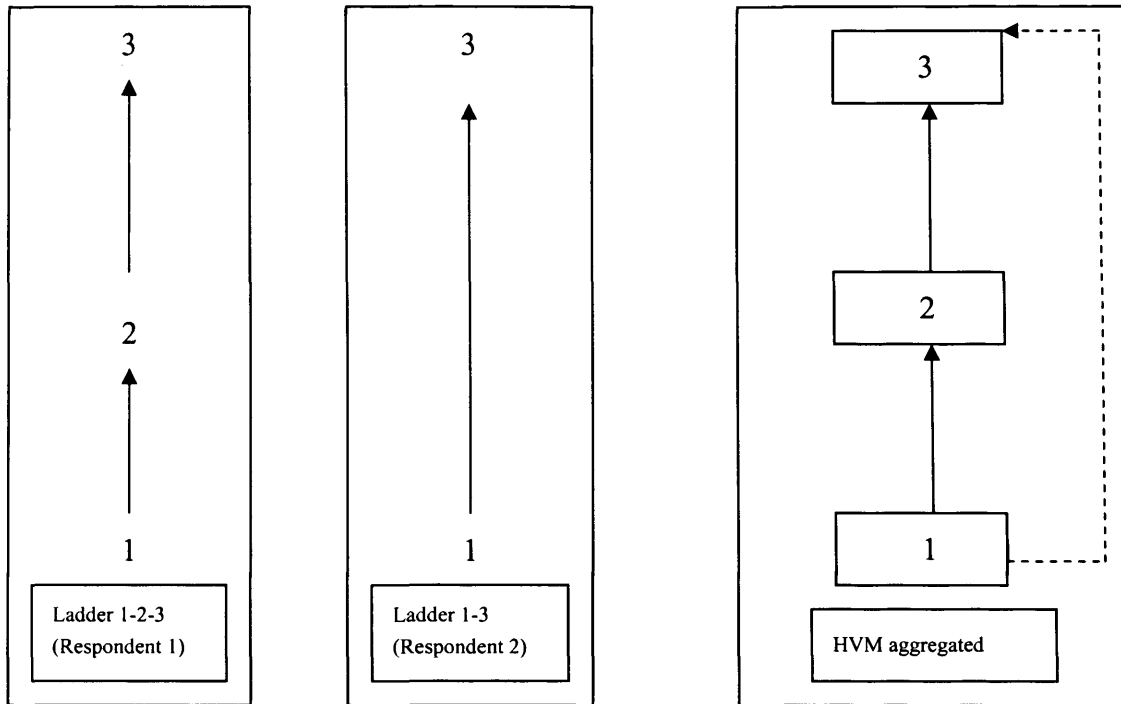 3
2
1
Ladder 1-2-3
(Respondent 1)
3
1
Ladder 1-3
(Respondent 2)
3
2
1
HVM aggregated